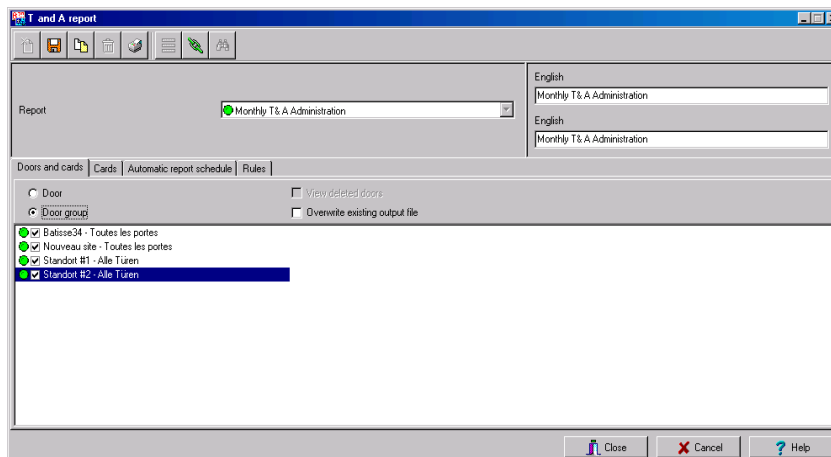 T and A report
English
Monthly T& A Administration
Report
Monthly T& A Administration
English
Monthly T& A Administration
Doors and cards Cards Automatic report schedule Rules
Door
View deleted doors
Door group
Overwrite existing output file
Batisse34 - Toutes les portes
Nouveau site - Toutes les portes
Standort #1 - Alle Türen
Standort #2 - Alle Türen
Close Cancel Help